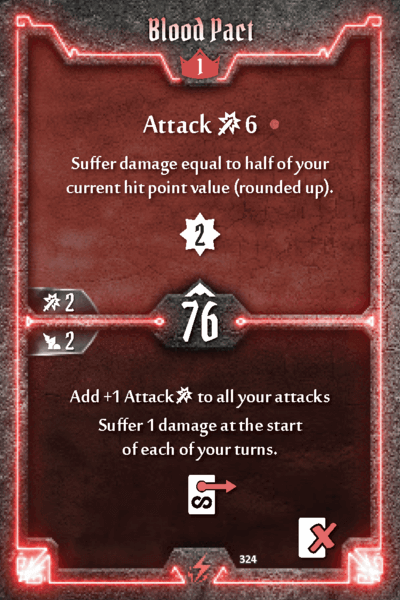 Blood Pact
1
Attack 6
Suffer damage equal to half of your
current hit point value (rounded up).
2
2
76
2
Add +1 Attack to all your attacks
Suffer 1 damage at the start
of each of your turns.
324